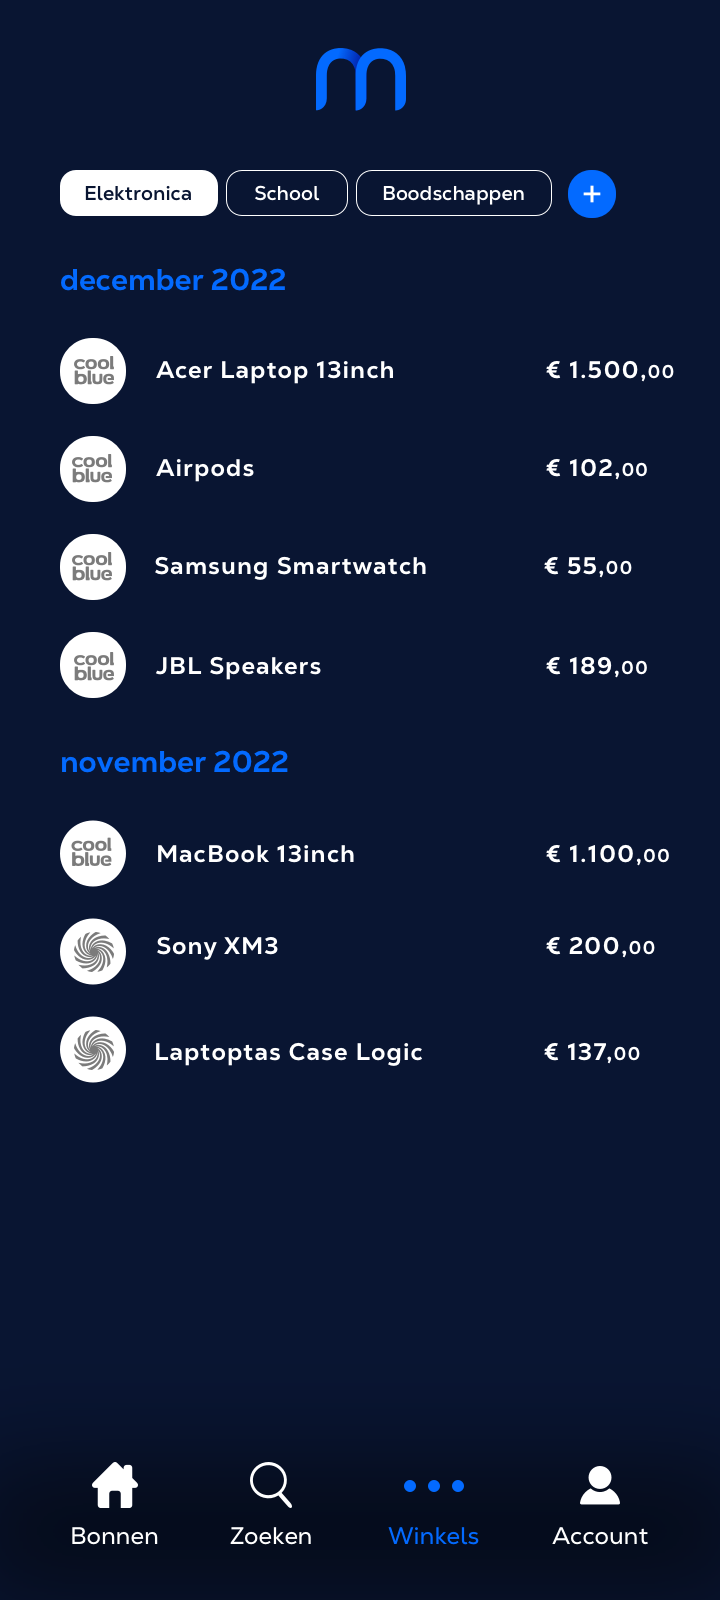 m
Elektronica School Boodschappen +
december 2022
cool blue Acer Laptop 13inch € 1.500,00
cool blue Airpods € 102,00
cool blue Samsung Smartwatch € 55,00
cool blue JBL Speakers € 189,00
november 2022
cool blue MacBook 13inch € 1.100,00
Sony XM3 € 200,00
Laptoptas Case Logic € 137,00
Bonnen Zoeken Winkels Account